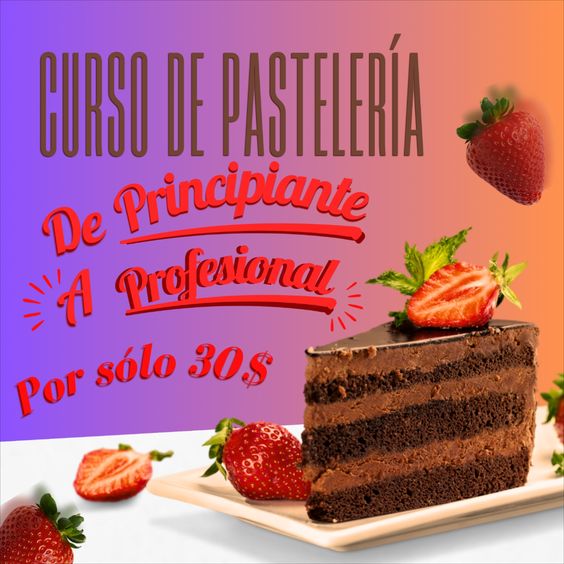 CURSO DE PASTELERÍA
De Principiante
A Profesional
Por sólo 30$